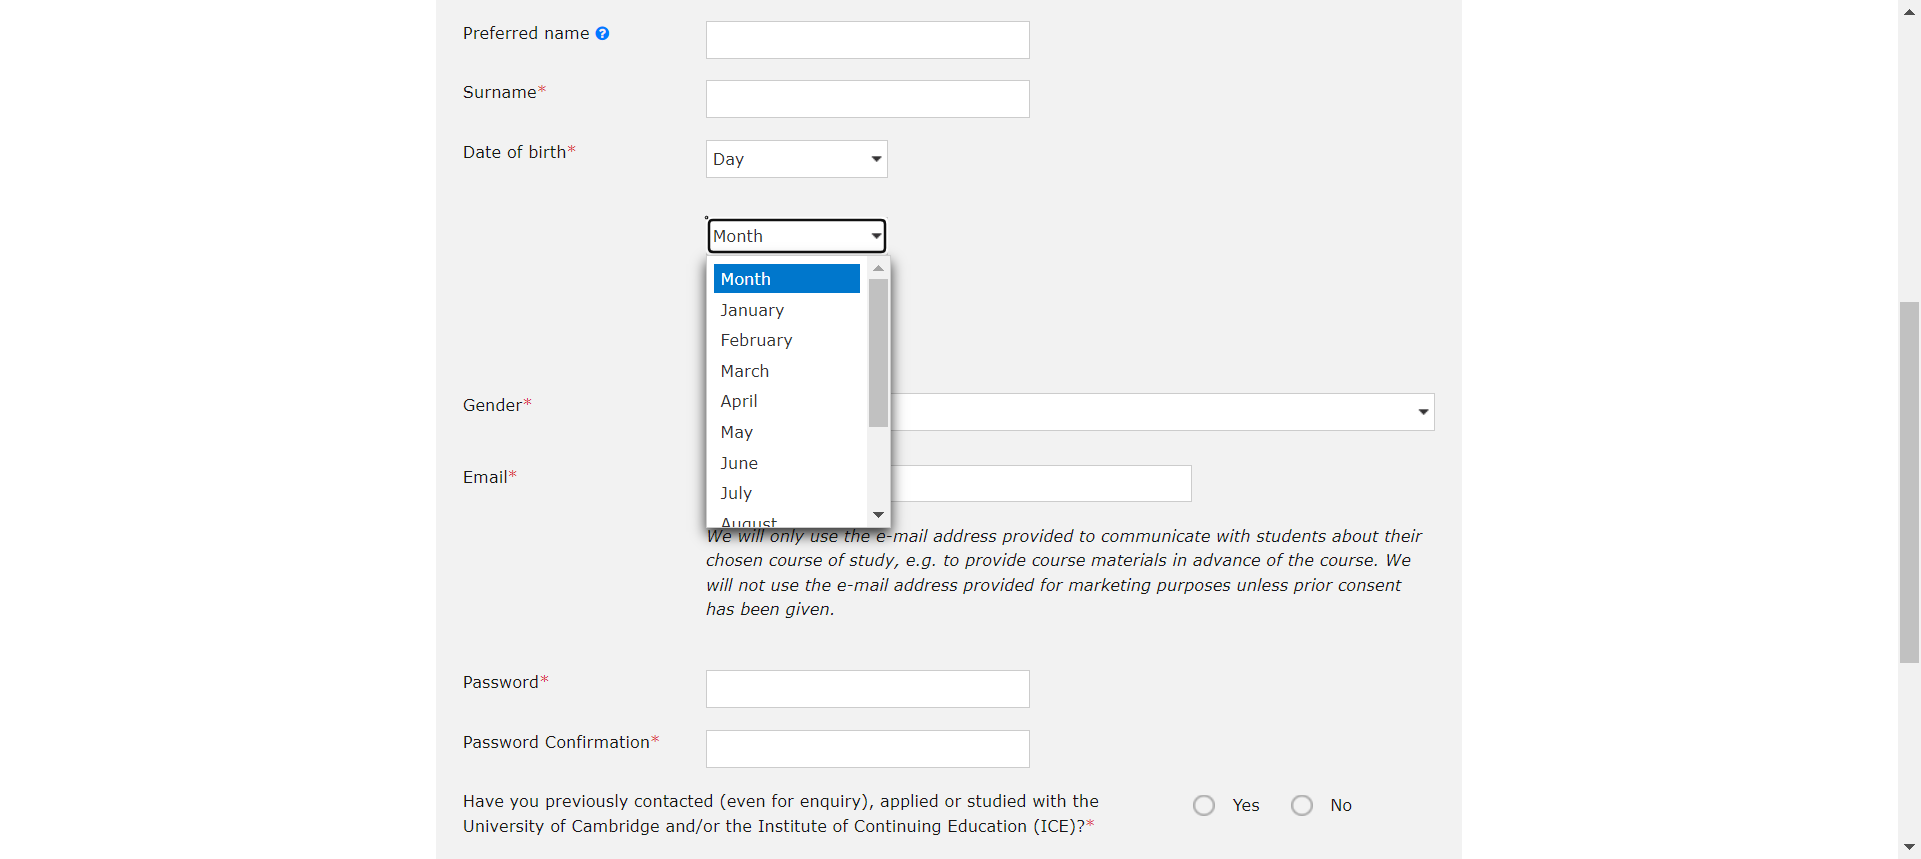 Preferred name
Surname*
Date of birth*
Day
Month
Month
January
February
March
April
May
June
July
August
Gender*
Email*
We will only use the e-mail address provided to communicate with students about their
chosen course of study, e.g. to provide course materials in advance of the course. We
will not use the e-mail address provided for marketing purposes unless prior consent
has been given.
Password*
Password Confirmation*
Have you previously contacted (even for enquiry), applied or studied with the
University of Cambridge and/or the Institute of Continuing Education (ICE)?*
Yes
No